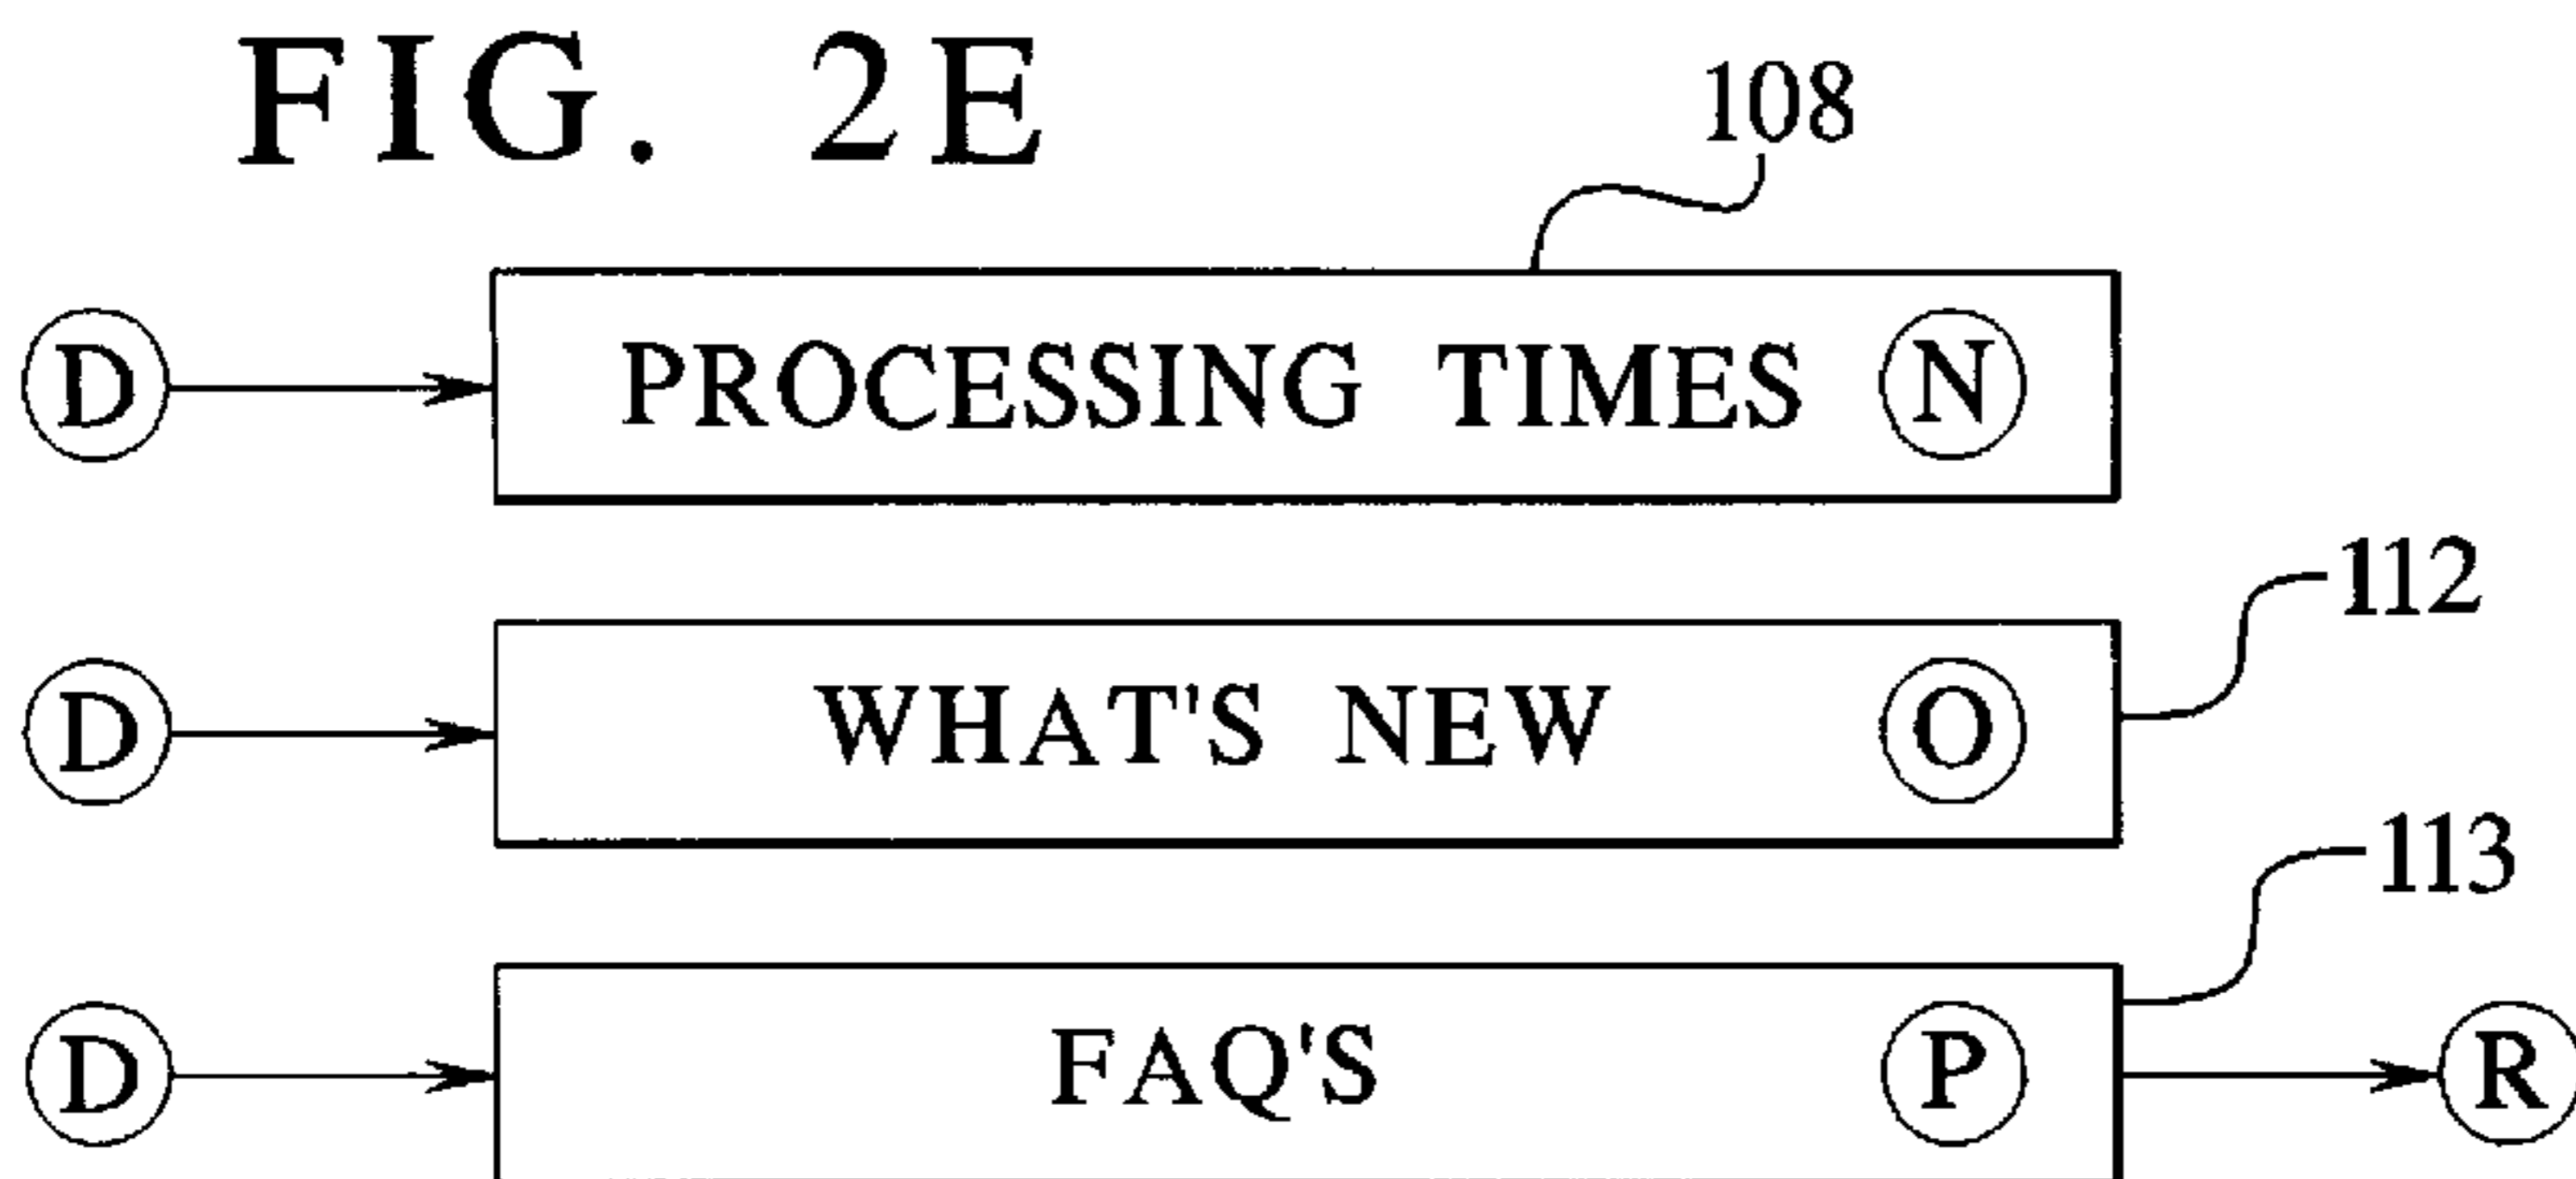 FIG. 2E
108
D PROCESSING TIMES N
112
D WHAT'S NEW O
113
D FAQ'S P R